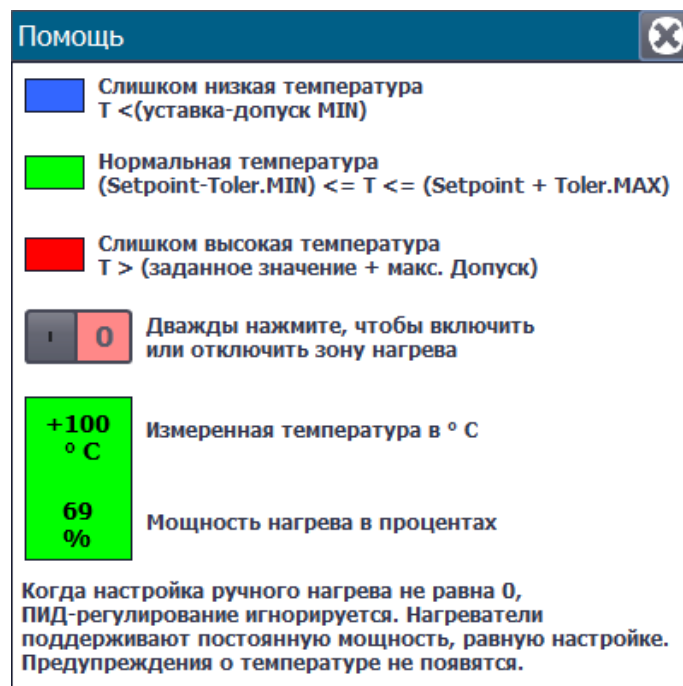 Помощь
Слишком низкая температура
T <(уставка-допуск MIN)
Нормальная температура
(Setpoint-Toler.MIN) <= T <= (Setpoint + Toler.MAX)
Слишком высокая температура
T > (заданное значение + макс. Допуск)
I 0
Дважды нажмите, чтобы включить
или отключить зону нагрева
+100
º C
Измеренная температура в º C
69
%
Мощность нагрева в процентах
Когда настройка ручного нагрева не равна 0,
ПИД-регулирование игнорируется. Нагреватели
поддерживают постоянную мощность, равную настройке.
Предупреждения о температуре не появятся.